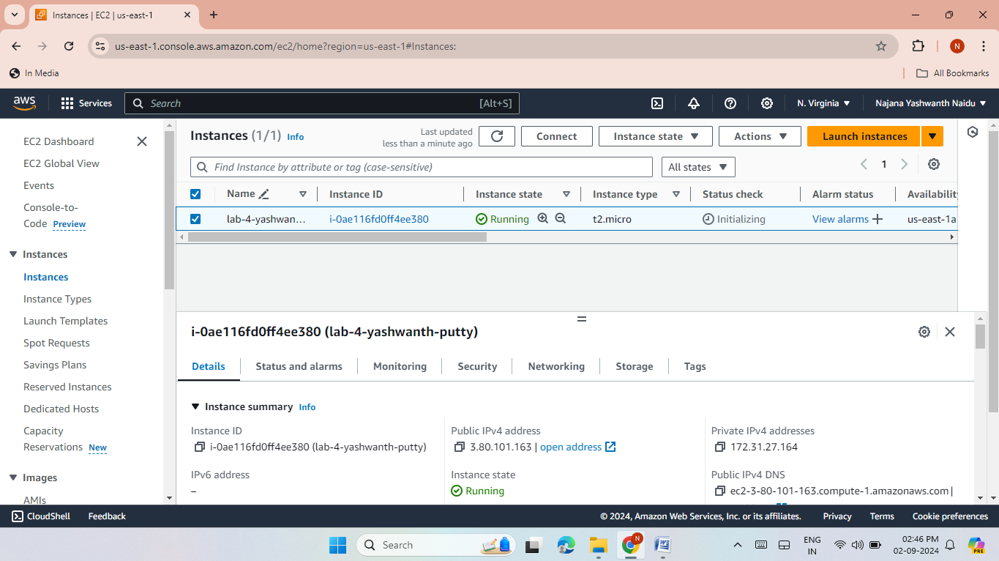 Instances | EC2 | us-east-1
us-east-1.console.aws.amazon.com/ec2/home?region=us-east-1#Instances:
N
In Media
All Bookmarks
aws
Services
Search
[Alt+S]
N. Virginia
Najana Yashwanth Naidu
EC2 Dashboard
EC2 Global View
Events
Console-to-
Code Preview
Instances
Instances
Instance Types
Launch Templates
Spot Requests
Savings Plans
Reserved Instances
Dedicated Hosts
Capacity
Reservations New
Images
AMIs
Instances (1/1) Info
Last updated
less than a minute ago
Connect
Instance state
Actions
Launch instances
Find Instance by attribute or tag (case-sensitive)
All states
1
Name Instance ID Instance state Instance type Status check Alarm status Availability
lab-4-yashwan... i-0ae116fd0ff4ee380 Running t2.micro Initializing View alarms us-east-1a
i-0ae116fd0ff4ee380 (lab-4-yashwanth-putty)
Details Status and alarms Monitoring Security Networking Storage Tags
Instance summary Info
Instance ID
i-0ae116fd0ff4ee380 (lab-4-yashwanth-putty)
Public IPv4 address
3.80.101.163 | open address
Private IPv4 addresses
172.31.27.164
IPv6 address
–
Instance state
Running
Public IPv4 DNS
ec2-3-80-101-163.compute-1.amazonaws.com |
CloudShell Feedback
© 2024, Amazon Web Services, Inc. or its affiliates. Privacy Terms Cookie preferences
Search
N
ENG
IN
02:46 PM
02-09-2024
PRE